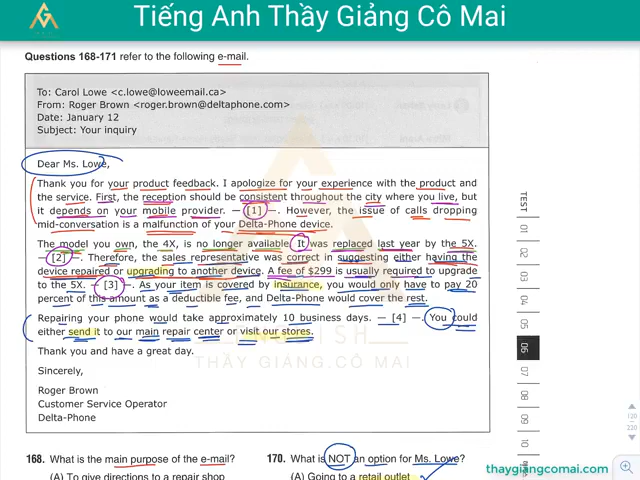 Tiếng Anh Thầy Giảng Cô Mai
Questions 168-171 refer to the following e-mail.
To: Carol Lowe <c.lowe@loweemail.ca>
From: Roger Brown <roger.brown@deltaphone.com>
Date: January 12
Subject: Your inquiry
Dear Ms. Lowe,
Thank you for your product feedback. I apologize for your experience with the product and
the service. First, the reception should be consistent throughout the city where you live, but
it depends on your mobile provider. — [1] —. However, the issue of calls dropping
mid-conversation is a malfunction of your Delta-Phone device.
The model you own, the 4X, is no longer available. It was replaced last year by the 5X.
— [2] —. Therefore, the sales representative was correct in suggesting either having the
device repaired or upgrading to another device. A fee of $299 is usually required to upgrade
to the 5X. — [3] —. As your item is covered by insurance, you would only have to pay 20
percent of this amount as a deductible fee, and Delta-Phone would cover the rest.
Repairing your phone would take approximately 10 business days. — [4] —. You could
either send it to our main repair center or visit our stores.
Thank you and have a great day.
THẦY GIẢNG.CÔ MAI
Sincerely,
Roger Brown
Customer Service Operator
Delta-Phone
TEST
01
02
03
04
05
06
07
08
09
10
120
220
168. What is the main purpose of the e-mail?
(A) To give directions to a repair shop
170. What is NOT an option for Ms. Lowe?
(A) Going to a retail outlet
thaygiangcomai.com